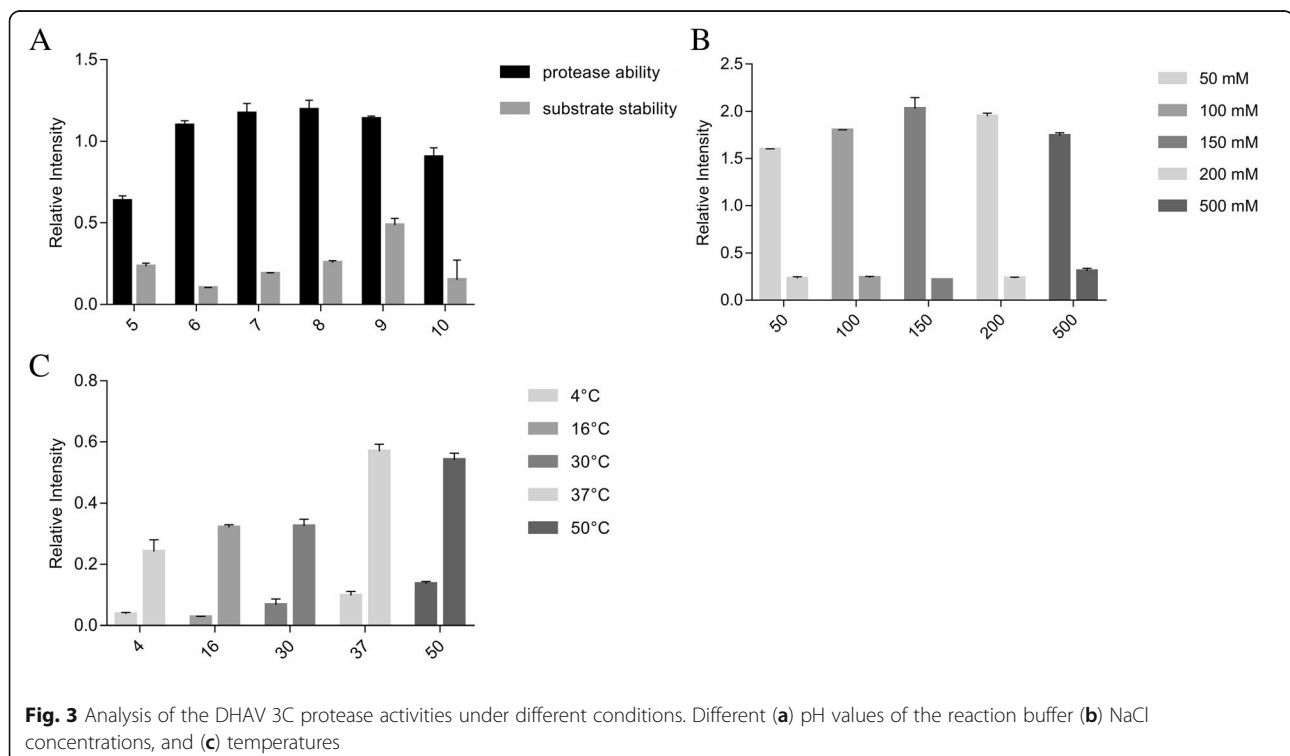 A
Relative Intensity
1.5
1.0
0.5
0.0
5
6
7
8
9
10
protease ability
substrate stability
B
Relative Intensity
2.5
2.0
1.5
1.0
0.5
0.0
50
100
150
200
500
50 mM
100 mM
150 mM
200 mM
500 mM
C
Relative Intensity
0.8
0.6
0.4
0.2
0.0
4
16
30
37
50
4°C
16°C
30°C
37°C
50°C
Fig. 3 Analysis of the DHAV 3C protease activities under different conditions. Different (a) pH values of the reaction buffer (b) NaCl
concentrations, and (c) temperatures